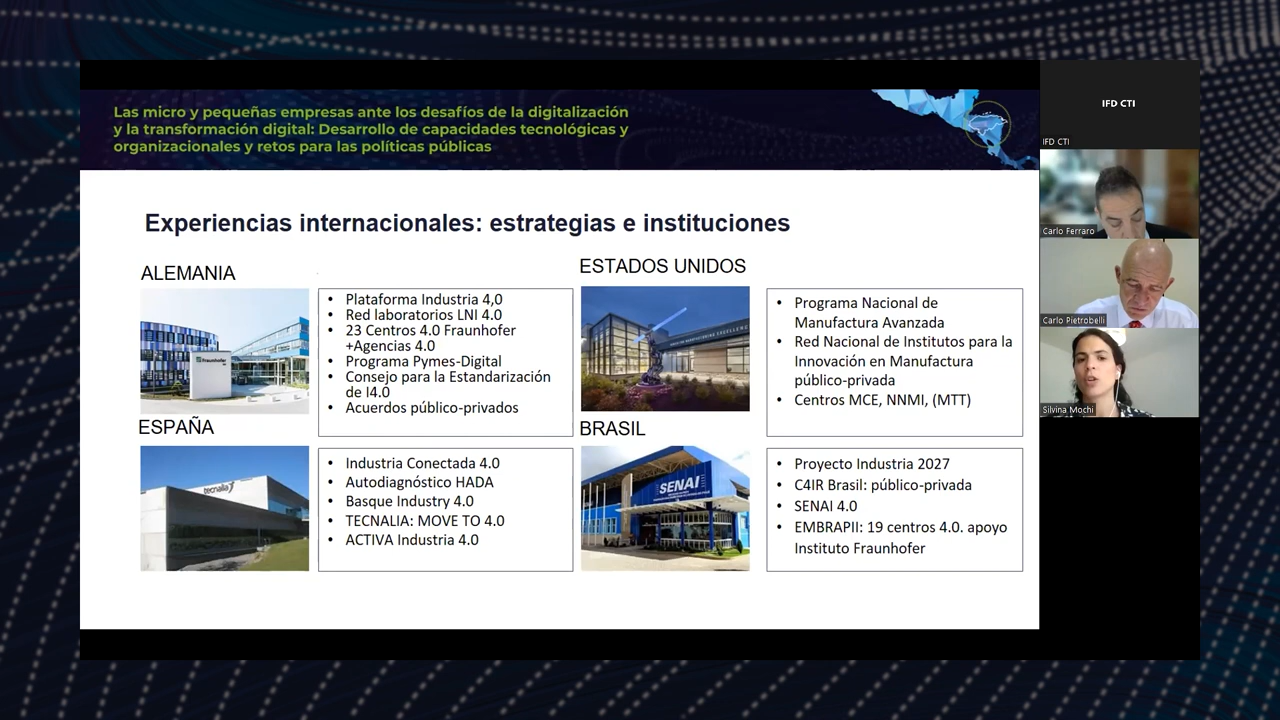 Las micro y pequeñas empresas ante los desafíos de la digitalización
y la transformación digital: Desarrollo de capacidades tecnológicas y
organizacionales y retos para las políticas públicas
IFD CTI
IFD CTI
Carlo Ferraro
Carlo Pietrobelli
Silvina Mochi
Experiencias internacionales: estrategias e instituciones
ALEMANIA
Fraunhofer
• Plataforma Industria 4,0
• Red laboratorios LNI 4.0
• 23 Centros 4.0 Fraunhofer
+Agencias 4.0
• Programa Pymes-Digital
• Consejo para la Estandarización
de I4.0
• Acuerdos público-privados
ESTADOS UNIDOS
• Programa Nacional de
Manufactura Avanzada
• Red Nacional de Institutos para la
Innovación en Manufactura
público-privada
• Centros MCE, NNMI, (MTT)
ESPAÑA
tecnalia
• Industria Conectada 4.0
• Autodiagnóstico HADA
• Basque Industry 4.0
• TECNALIA: MOVE TO 4.0
• ACTIVA Industria 4.0
BRASIL
SENAI
• Proyecto Industria 2027
• C4IR Brasil: público-privada
• SENAI 4.0
• EMBRAPII: 19 centros 4.0. apoyo
Instituto Fraunhofer